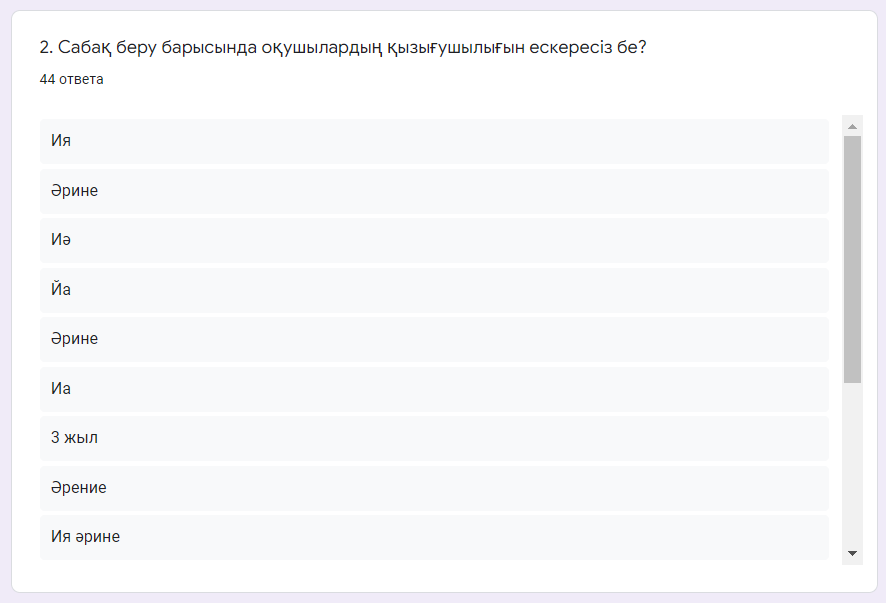 2. Сабақ беру барысында оқушылардың қызығушылығын ескересіз бе?
44 ответа
Ия
Әрине
Иә
Йа
Әрине
Иа
3 жыл
Әрение
Ия әрине